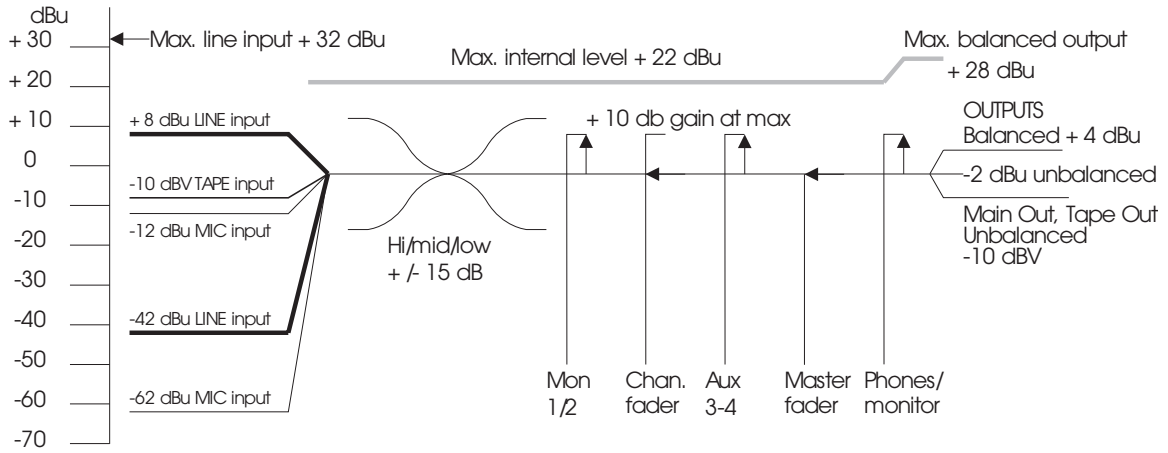 dBu
+ 30
+ 20
+ 10
0
-10
-20
-30
-40
-50
-60
-70
Max. line input + 32 dBu
+ 8 dBu LINE input
-10 dBV TAPE input
-12 dBu MIC input
-42 dBu LINE input
-62 dBu MIC input
Max. internal level + 22 dBu
Hi/mid/low
+ /- 15 dB
+ 10 db gain at max
Mon
1/2
Chan.
fader
Aux
3-4
Master
fader
Phones/
monitor
Max. balanced output
+ 28 dBu
OUTPUTS
Balanced + 4 dBu
-2 dBu unbalanced
Main Out, Tape Out
Unbalanced
-10 dBV